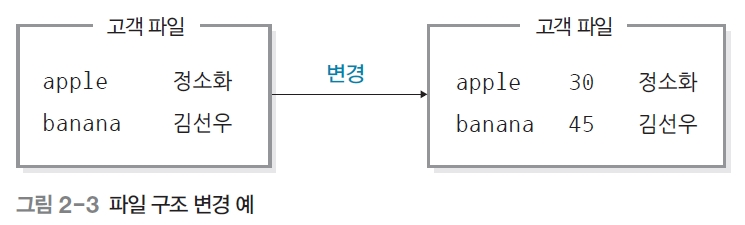 고객 파일
apple 정소화
banana 김선우
변경
고객 파일
apple 30 정소화
banana 45 김선우
그림 2-3 파일 구조 변경 예